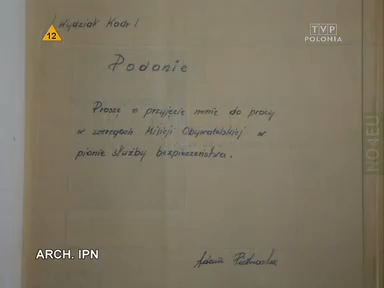 Wydział Kadr
12
TVP
POLONIA
Podanie
Proszę o przyjęcie mnie do pracy
w szeregach Milicji Obywatelskiej w
pionie służby bezpieczeństwa.
NO4EU
ARCH. IPN